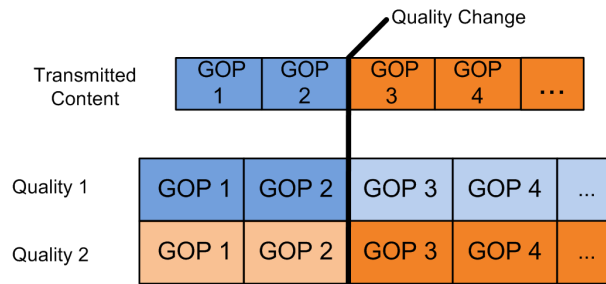 Quality Change
Transmitted
Content
GOP
1
GOP
2
GOP
3
GOP
4
...
Quality 1
GOP 1
GOP 2
GOP 3
GOP 4
...
Quality 2
GOP 1
GOP 2
GOP 3
GOP 4
...